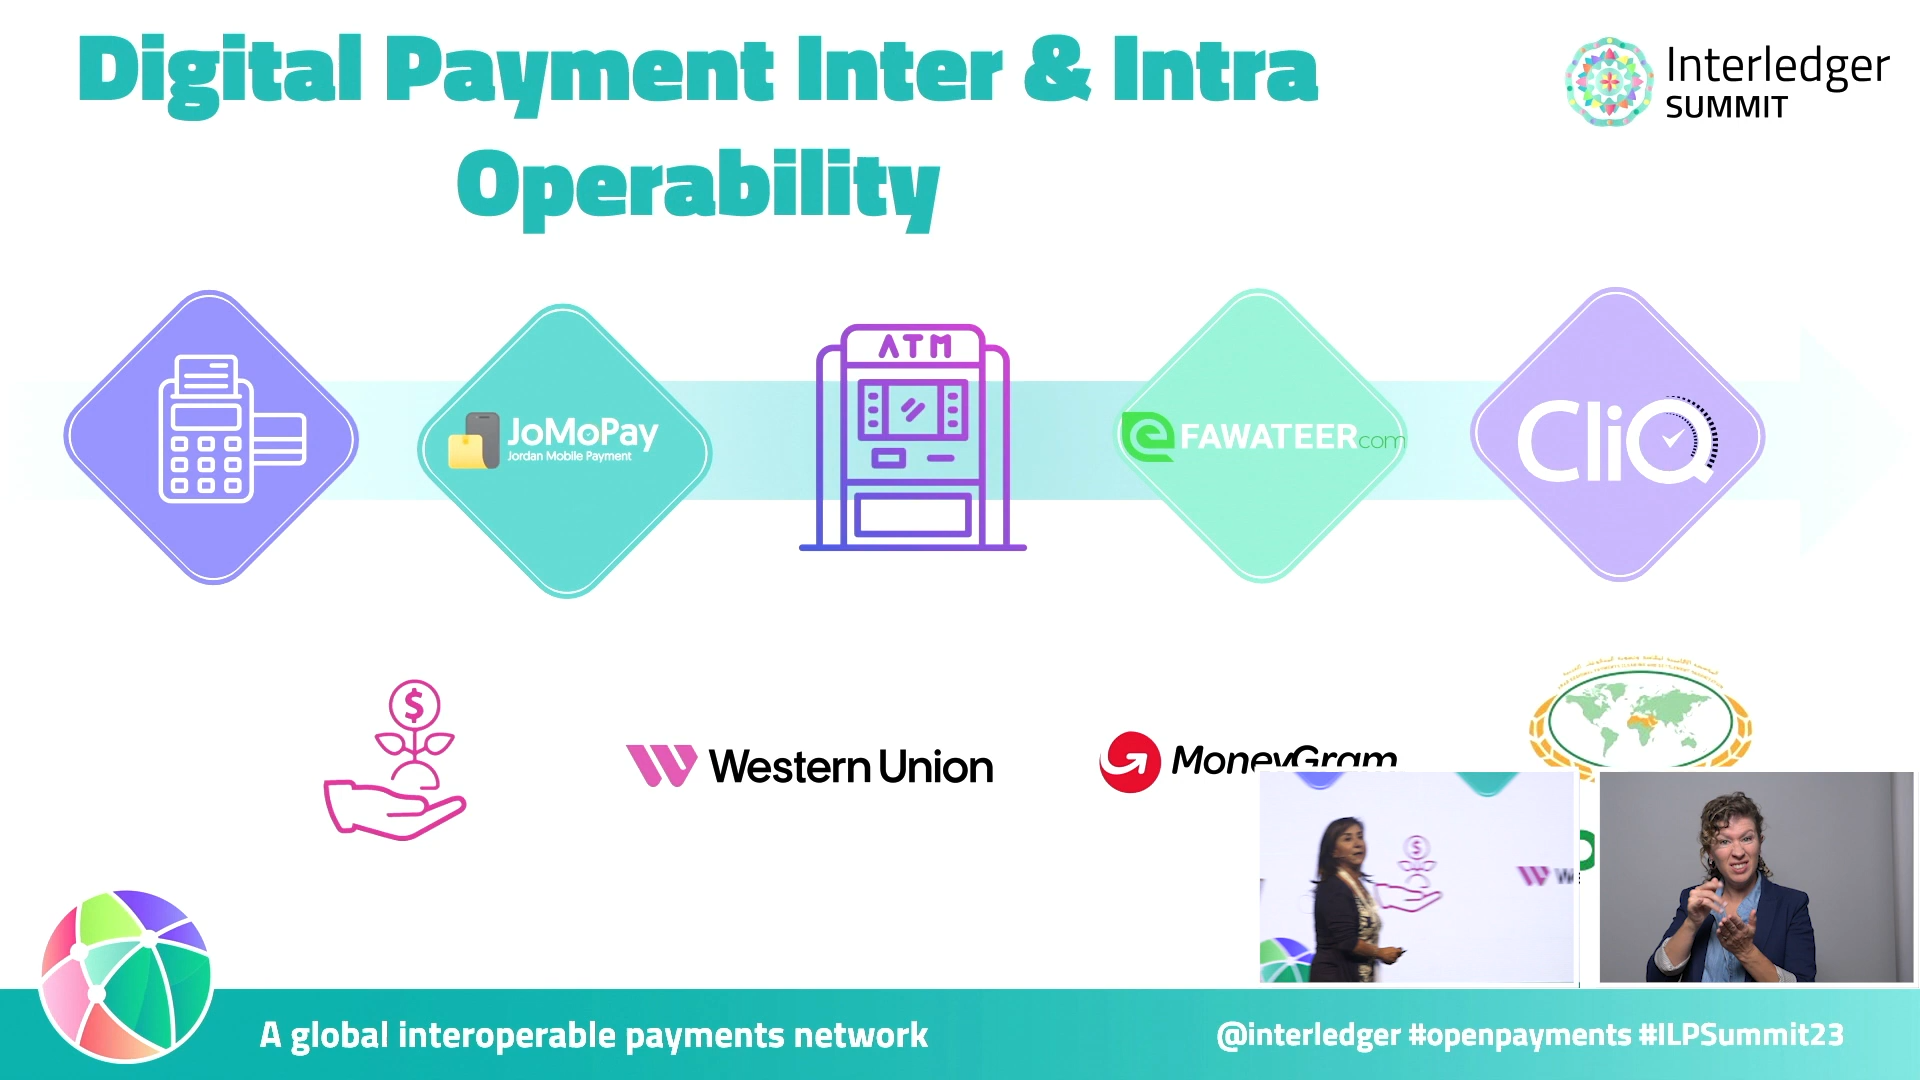 Digital Payment Inter & Intra
Operability
Interledger
SUMMIT
ATM
JoMoPay
Jordan Mobile Payment
eFAWATEERcom
CliQ
$
Western Union
MoneyGram
$
A global interoperable payments network
@interledger #openpayments #ILPSummit23